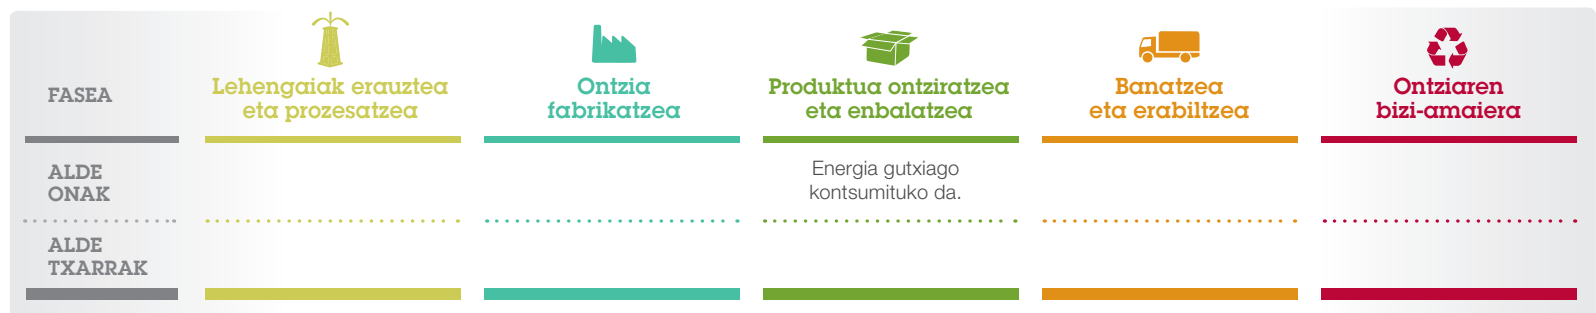 FASEA
Lehengaiak erauztea
eta prozesatzea
Ontzia
fabrikatzea
Produktua ontziratzea
eta enbalatzea
Banatzea
eta erabiltzea
Ontziaren
bizi-amaiera
ALDE
ONAK
Energia gutxiago
kontsumituko da.
ALDE
TXARRAK